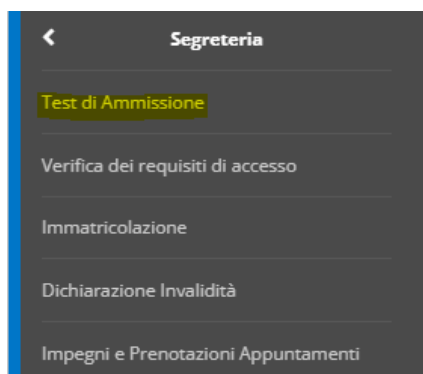 Segreteria
Test di Ammissione
Verifica dei requisiti di accesso
Immatricolazione
Dichiarazione Invalidità
Impegni e Prenotazioni Appuntamenti